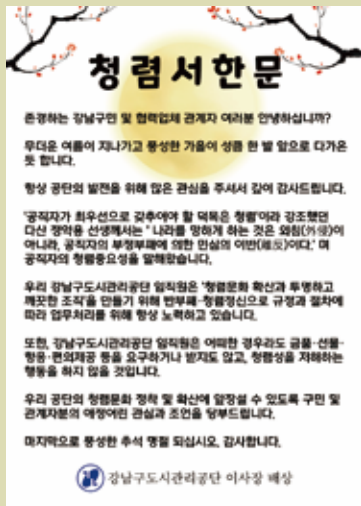 청렴서한문
존경하는 강남구민 및 협력업체 관계자 여러분 안녕하십니까?
무더운 여름이 지나가고 풍성한 가을이 성큼 한 발 앞으로 다가온
듯 합니다.
항상 공단의 발전을 위해 많은 관심을 주셔서 깊이 감사드립니다.
'공직자가 최우선으로 갖추어야 할 덕목은 청렴'이라 강조했던
다산 정약용 선생께서는 " 나라를 망하게 하는 것은 외침(外侵)이
아니라, 공직자의 부정부패에 의한 민심의 이반(離反)이다." 며
공직자의 청렴중요성을 말해왔습니다.
우리 강남구도시관리공단 임직원은 '청렴문화 확산과 투명하고
깨끗한 조직'을 만들기 위해 반부패·청렴정신으로 규정과 절차에
따라 업무처리를 위해 항상 노력하고 있습니다.
또한, 강남구도시관리공단 임직원은 어떠한 경우라도 금품·선물·
향응·편의제공 등을 요구하거나 받지도 않고, 청렴성을 저해하는
행동을 하지 않을 것입니다.
우리 공단의 청렴문화 정착 및 확산에 앞장설 수 있도록 구민 및
관계자분의 애정어린 관심과 조언을 당부드립니다.
마지막으로 풍성한 추석 명절 되십시오. 감사합니다.
강남구도시관리공단 이사장 배상